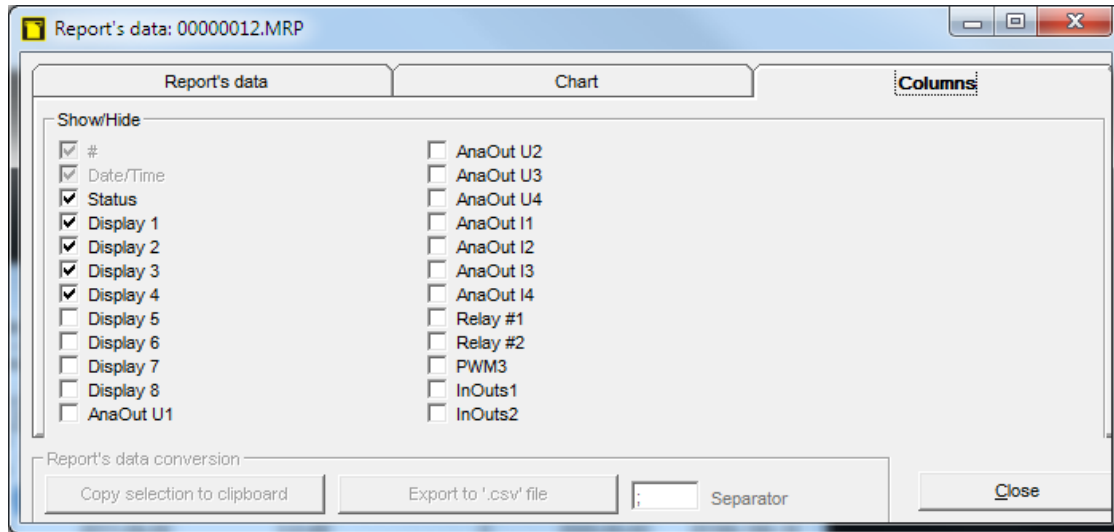 Report's data: 00000012.MRP
Report's data
Chart
Columns
Show/Hide
#
Date/Time
Status
Display 1
Display 2
Display 3
Display 4
Display 5
Display 6
Display 7
Display 8
AnaOut U1
AnaOut U2
AnaOut U3
AnaOut U4
AnaOut I1
AnaOut I2
AnaOut I3
AnaOut I4
Relay #1
Relay #2
PWM3
InOuts1
InOuts2
Report's data conversion
Copy selection to clipboard
Export to '.csv' file
;
Separator
Close